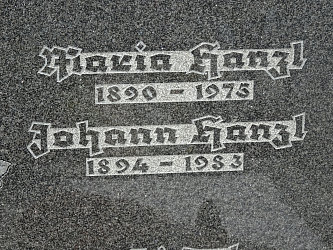 Maria Hanzl
1890 - 1975
Johann Hanzl
1894 - 1983